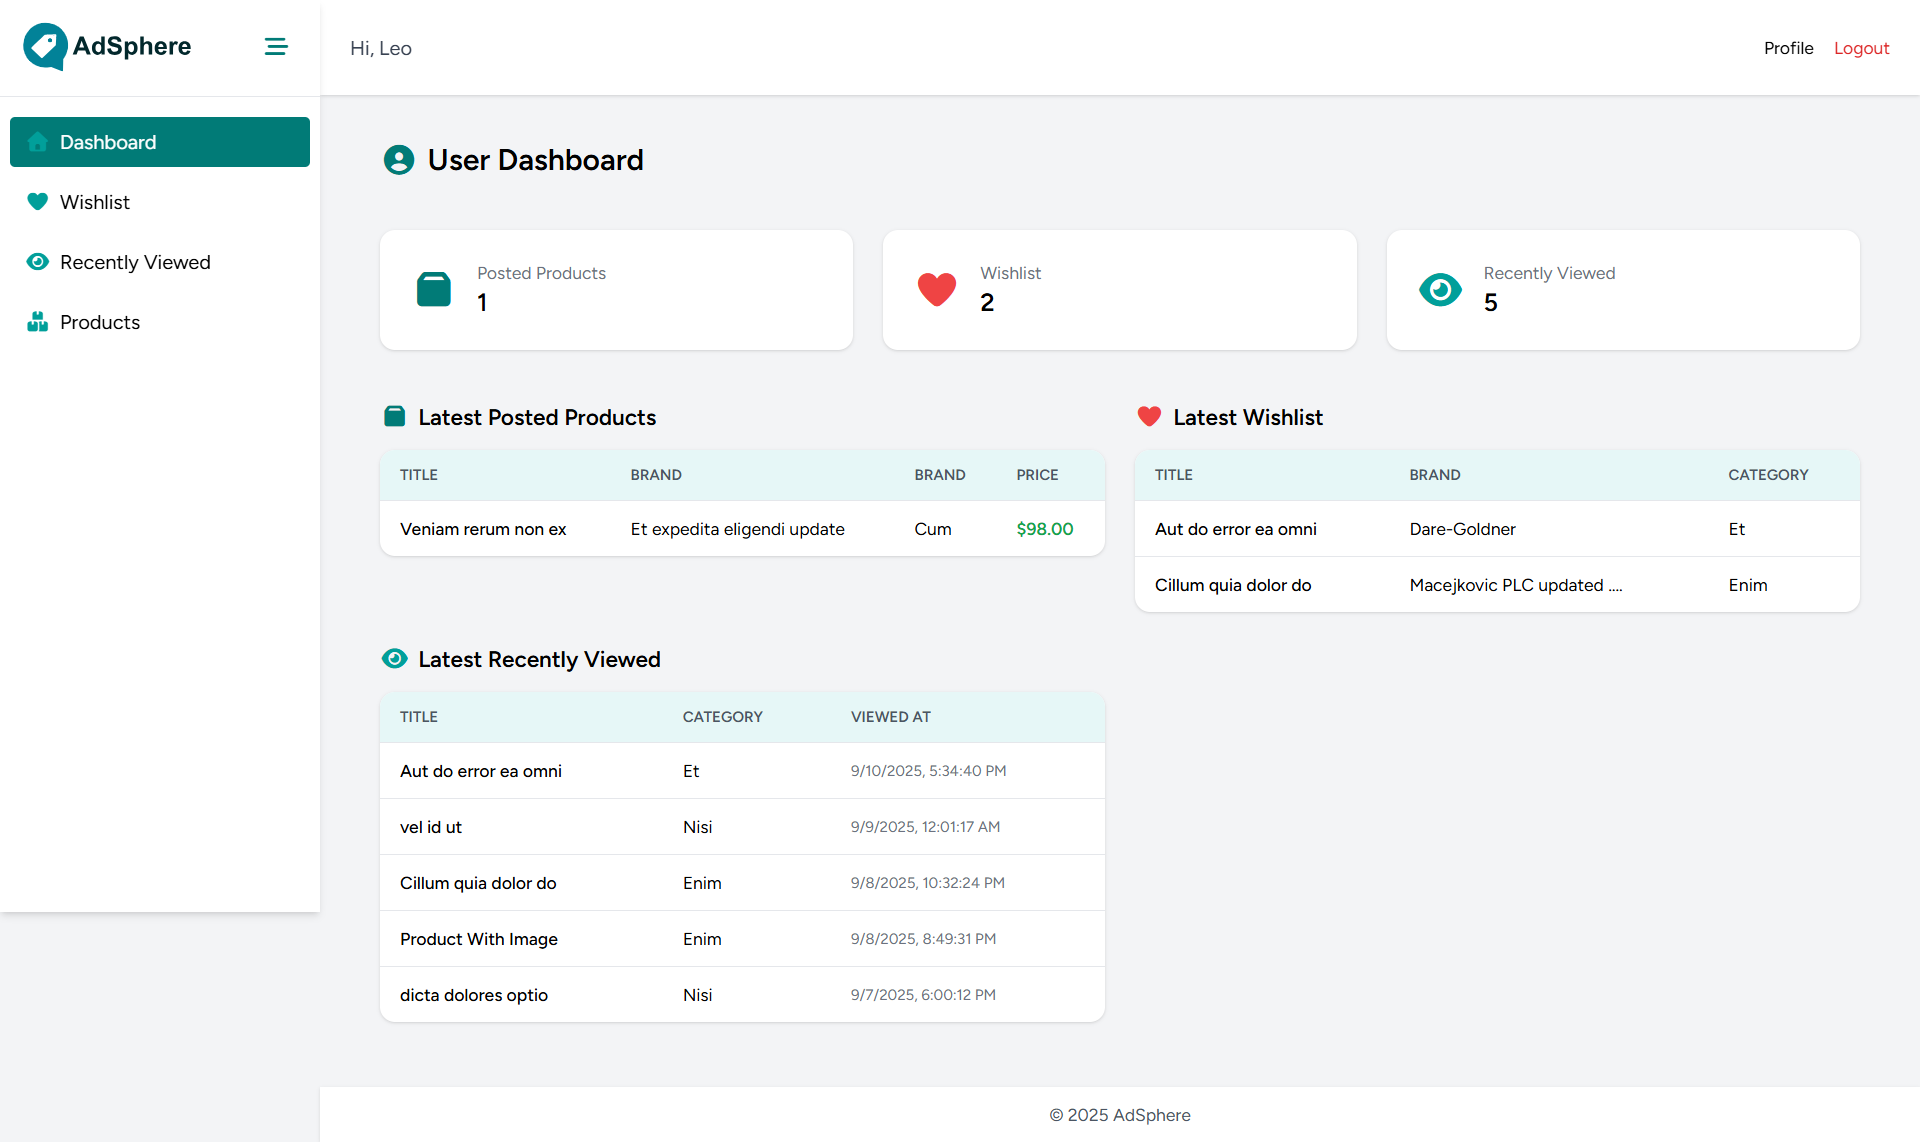 AdSphere
Hi, Leo
Profile Logout
Dashboard
Wishlist
Recently Viewed
Products
User Dashboard
Posted Products
1
Wishlist
2
Recently Viewed
5
Latest Posted Products
TITLE BRAND BRAND PRICE
Veniam rerum non ex Et expedita eligendi update Cum $98.00
Latest Wishlist
TITLE BRAND CATEGORY
Aut do error ea omni Dare-Goldner Et
Cillum quia dolor do Macejkovic PLC updated .... Enim
Latest Recently Viewed
TITLE CATEGORY VIEWED AT
Aut do error ea omni Et 9/10/2025, 5:34:40 PM
vel id ut Nisi 9/9/2025, 12:01:17 AM
Cillum quia dolor do Enim 9/8/2025, 10:32:24 PM
Product With Image Enim 9/8/2025, 8:49:31 PM
dicta dolores optio Nisi 9/7/2025, 6:00:12 PM
© 2025 AdSphere